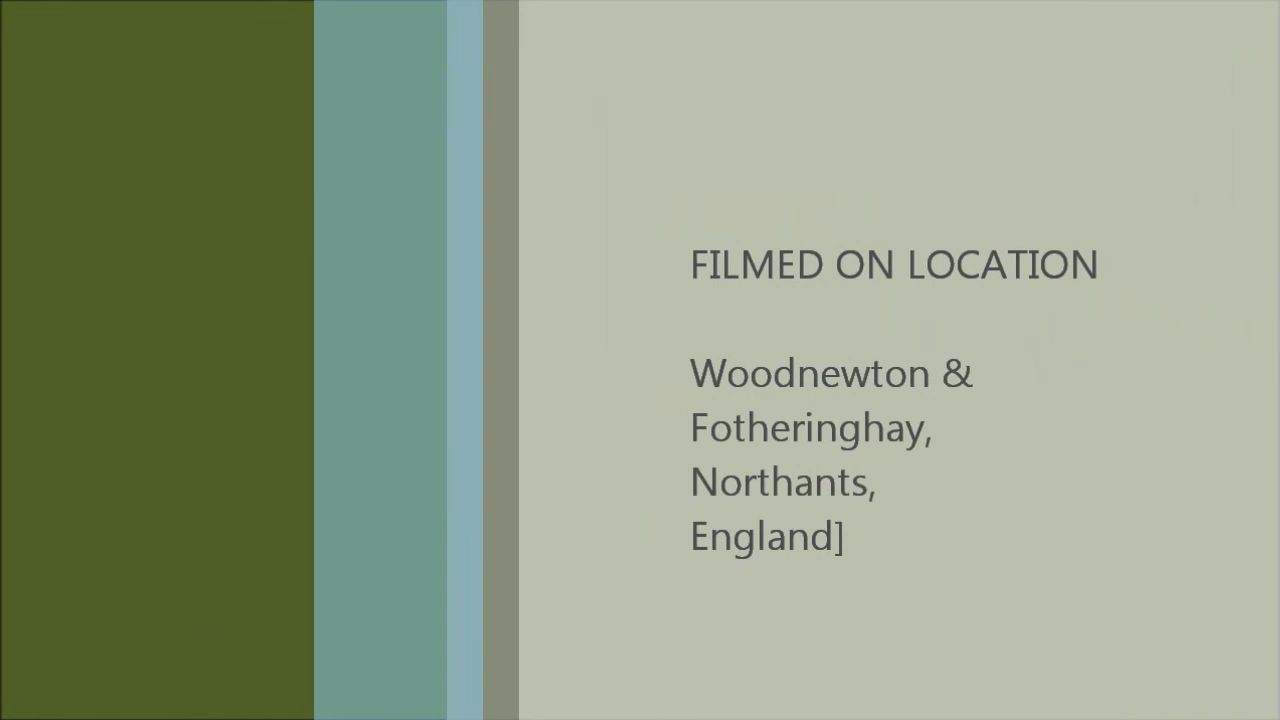 FILMED ON LOCATION
Woodnewton &
Fotheringhay,
Northants,
England]